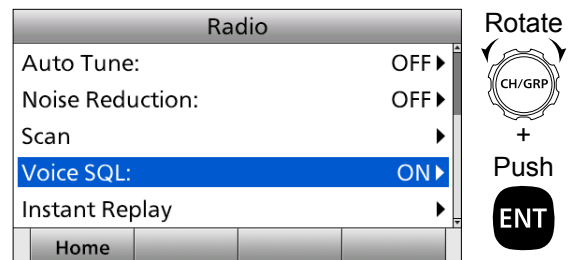 Radio
Auto Tune: OFF
Noise Reduction: OFF
Scan
Voice SQL: ON
Instant Replay
Home
Rotate
CH/GRP
+
Push
ENT